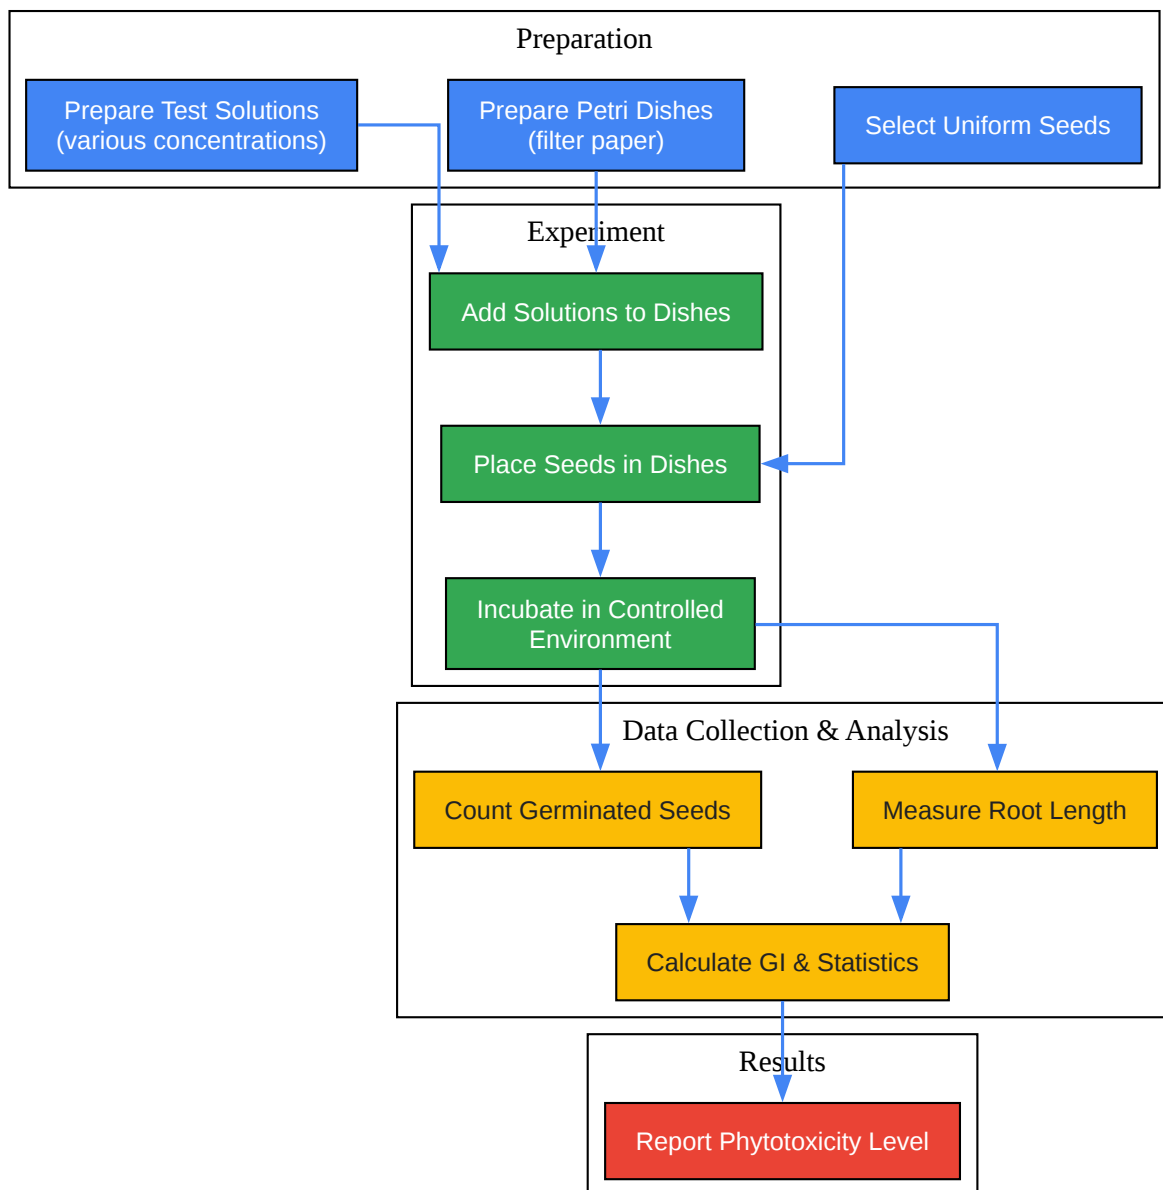 Preparation
Prepare Test Solutions
(various concentrations)
Prepare Petri Dishes
(filter paper)
Select Uniform Seeds
Experiment
Add Solutions to Dishes
Place Seeds in Dishes
Incubate in Controlled
Environment
Data Collection & Analysis
Count Germinated Seeds
Measure Root Length
Calculate GI & Statistics
Results
Report Phytotoxicity Level